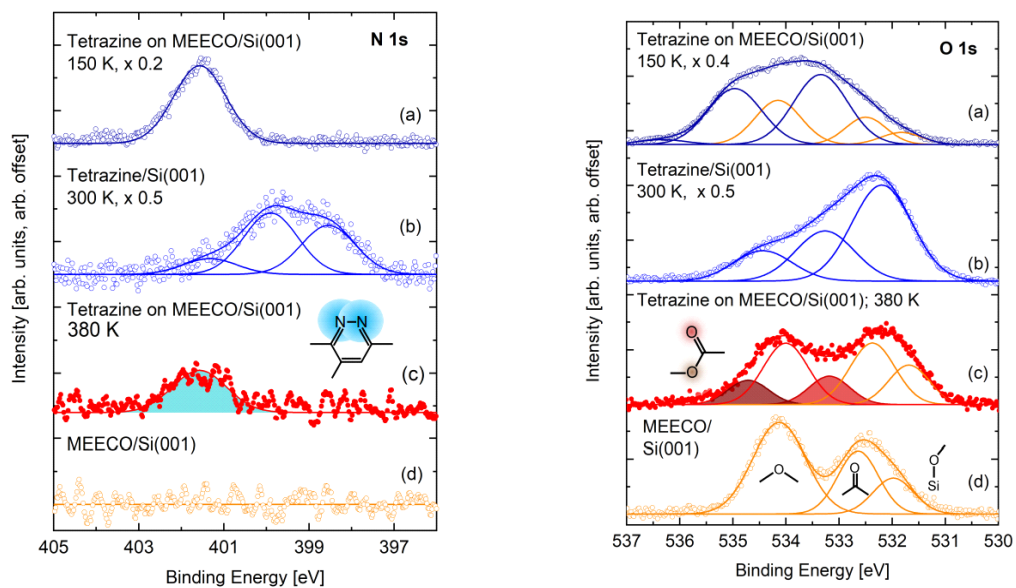 Tetrazine on MEECO/Si(001)
150 K, x 0.2
N 1s
(a)
Tetrazine/Si(001)
300 K, x 0.5
(b)
Tetrazine on MEECO/Si(001)
380 K
N N
(c)
MEECO/Si(001)
(d)
Intensity [arb. units, arb. offset]
405 403 401 399 397
Binding Energy [eV]
Tetrazine on MEECO/Si(001)
150 K, x 0.4
O 1s
(a)
Tetrazine/Si(001)
300 K, x 0.5
(b)
Tetrazine on MEECO/Si(001); 380 K
O
O
(c)
MEECO/
Si(001)
O
O
O
Si
(d)
Intensity [arb. units, arb. offset]
537 536 535 534 533 532 531 530
Binding Energy [eV]